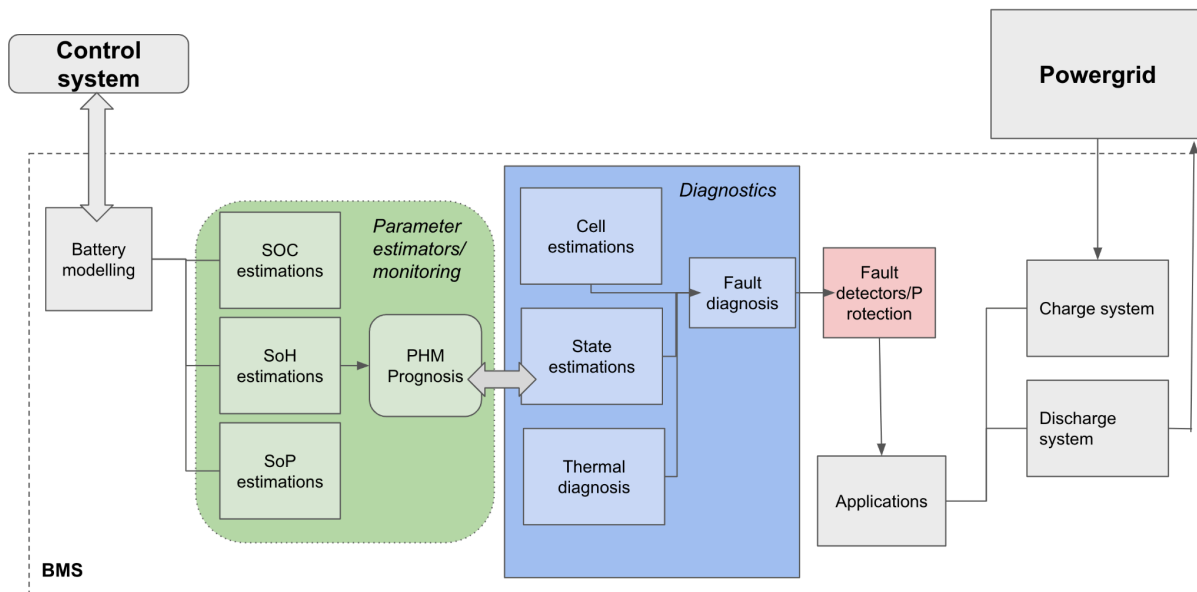 Control
system
Powergrid
Battery
modelling
SOC
estimations
SoH
estimations
SoP
estimations
Parameter
estimators/
monitoring
PHM
Prognosis
Diagnostics
Cell
estimations
State
estimations
Thermal
diagnosis
Fault
diagnosis
Fault
detectors/P
rotection
Applications
Charge system
Discharge
system
BMS